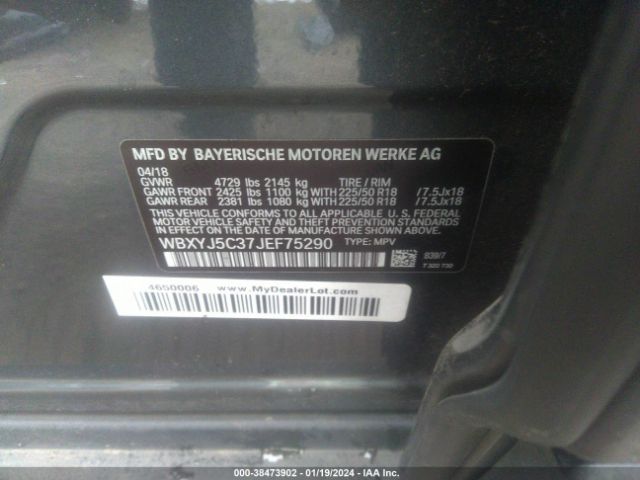 MFD BY BAYERISCHE MOTOREN WERKE AG
04/18
GVWR 4729 lbs 2145 kg TIRE / RIM
GAWR FRONT 2425 lbs 1100 kg WITH 225/50 R18 / 7.5Jx18
GAWR REAR 2381 lbs 1080 kg WITH 225/50 R18 / 7.5Jx18
THIS VEHICLE CONFORMS TO ALL APPLICABLE U.S. FEDERAL
MOTOR VEHICLE SAFETY, BUMPER, AND THEFT PREVENTION STANDARDS
IN EFFECT ON THE DATE OF MANUFACTURE SHOWN ABOVE.
WBXYJ5C37JEF75290 TYPE: MPV
839/7
4650006 www.MyDealerLot.com
000-38473902 - 01/19/2024 - IAA Inc.